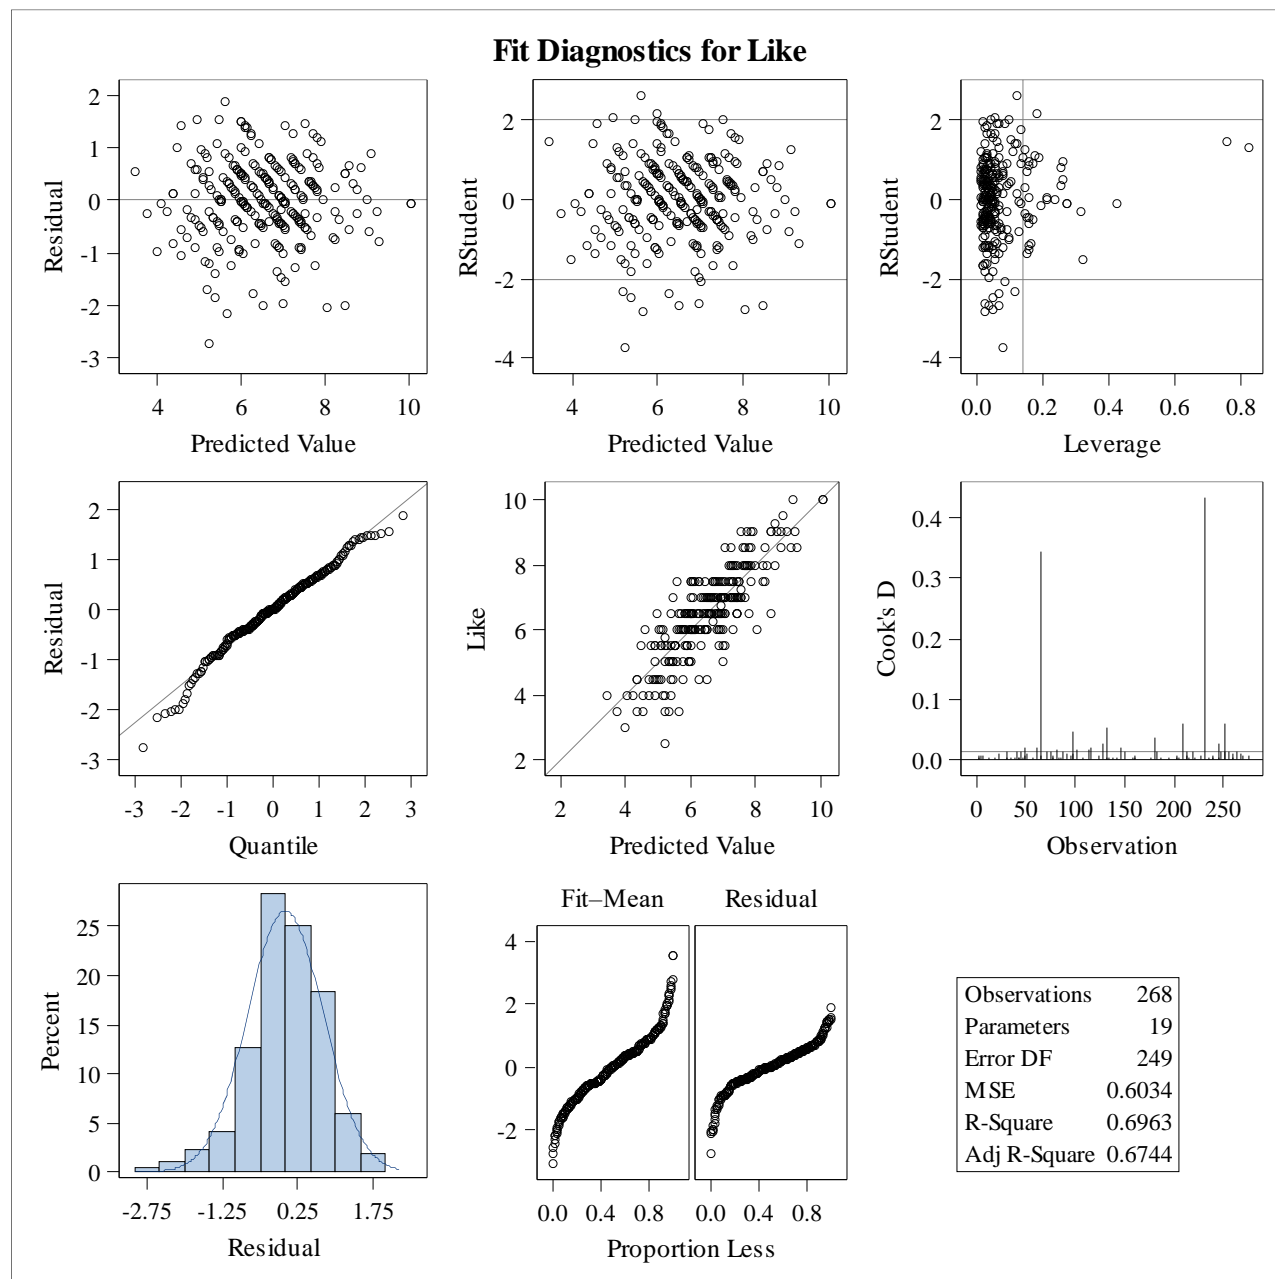 Fit Diagnostics for Like
2
1
0
-1
-2
-3
Residual
4 6 8 10
Predicted Value
2
0
-2
-4
RStudent
4 6 8 10
Predicted Value
2
0
-2
-4
RStudent
0.0 0.2 0.4 0.6 0.8
Leverage
2
1
0
-1
-2
-3
Residual
-3 -2 -1 0 1 2 3
Quantile
10
8
6
4
2
Like
2 4 6 8 10
Predicted Value
0.4
0.3
0.2
0.1
0.0
Cook's D
0 50 100 150 200 250
Observation
25
20
15
10
5
0
Percent
-2.75 -1.25 0.25 1.75
Residual
Fit–Mean Residual
4
2
0
-2
0.0 0.4 0.8 0.0 0.4 0.8
Proportion Less
Observations 268
Parameters 19
Error DF 249
MSE 0.6034
R-Square 0.6963
Adj R-Square 0.6744